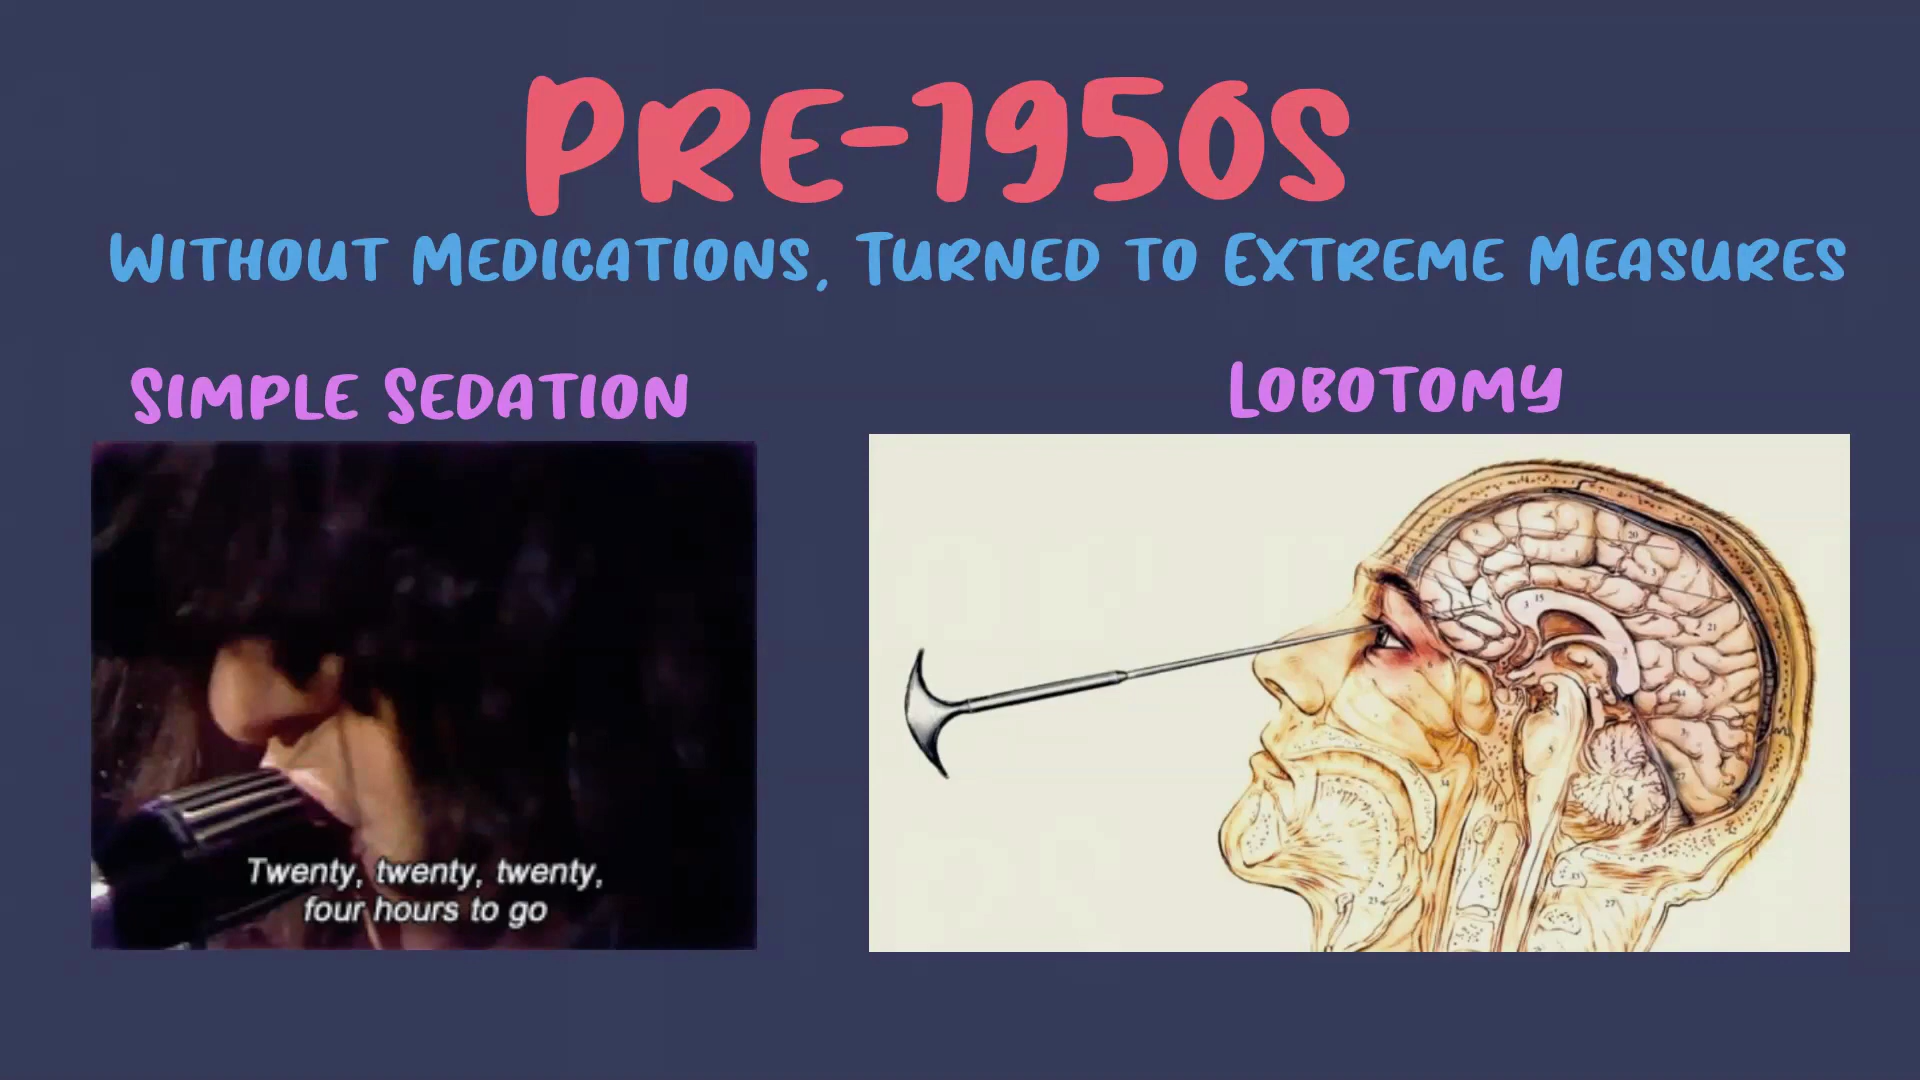 Pre-1950s
Without Medications, Turned to Extreme Measures
Simple Sedation
Lobotomy
Twenty, twenty, twenty,
four hours to go